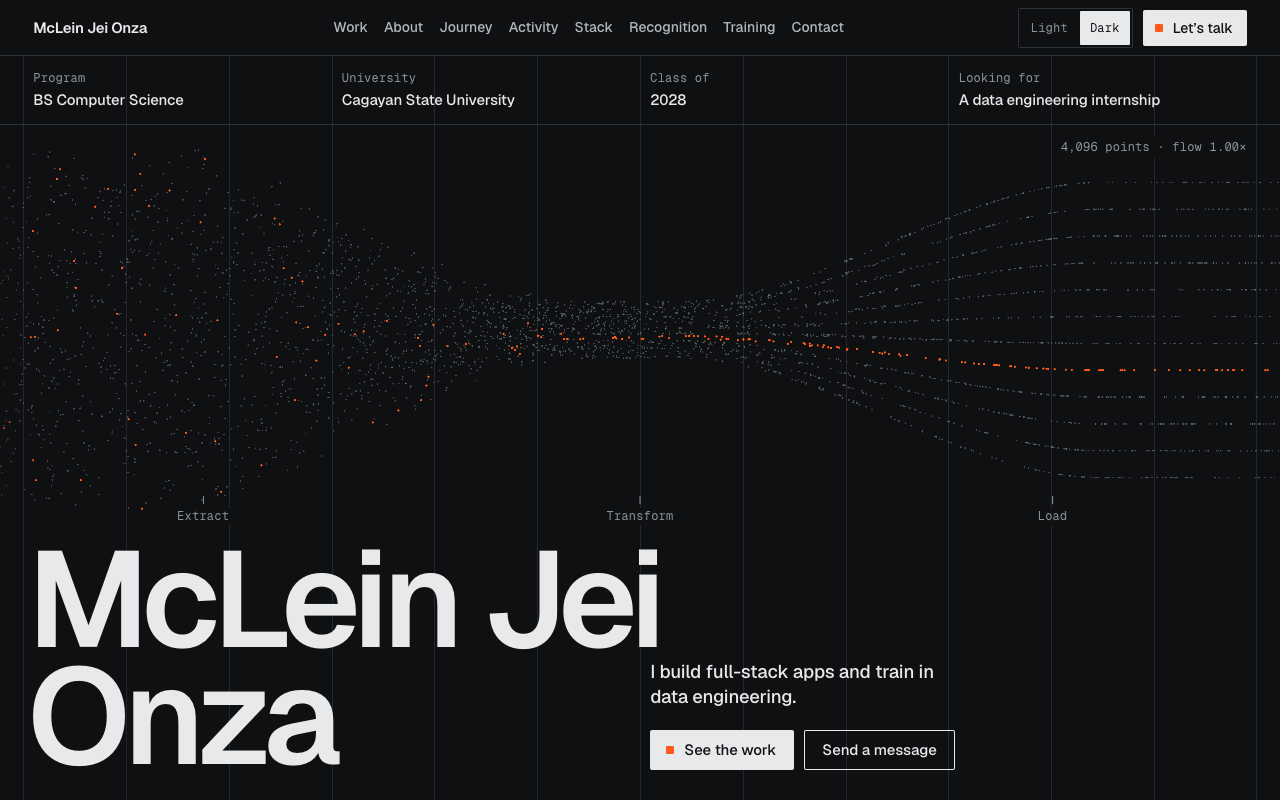 McLein Jei Onza
Work About Journey Activity Stack Recognition Training Contact
Light Dark
Let's talk
Program
BS Computer Science
University
Cagayan State University
Class of
2028
Looking for
A data engineering internship
4,096 points · flow 1.00×
Extract
Transform
Load
McLein Jei
Onza
I build full-stack apps and train in
data engineering.
See the work
Send a message